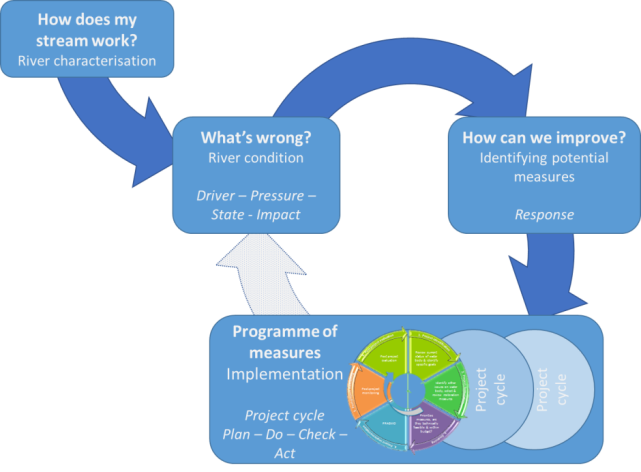 How does my
stream work?
River characterisation
What's wrong?
River condition
Driver – Pressure –
State - Impact
How can we improve?
Identifying potential
measures
Response
Programme of
measures
Implementation
Project cycle
Plan – Do – Check –
Act
Project
cycle
Project
cycle